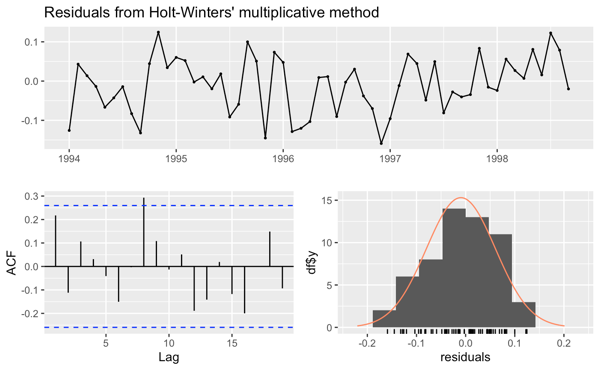 Residuals from Holt-Winters' multiplicative method
0.1
0.0
-0.1
1994 1995 1996 1997 1998
0.3
0.2
0.1
0.0
-0.1
-0.2
ACF
5 10 15
Lag
15
10
5
0
df$y
-0.2 -0.1 0.0 0.1 0.2
residuals